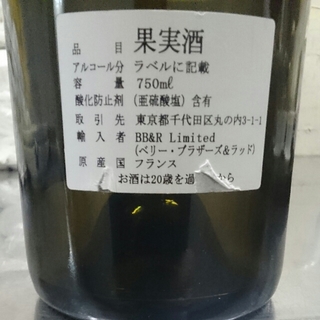 品目 果実酒
アルコール分 ラベルに記載
容量 750mℓ
酸化防止剤 (亜硫酸塩) 含有
取引先 東京都千代田区丸の内3-1-1
輸入者 BB&R Limited
(ベリー・ブラザーズ&ラッド)
原産国 フランス
お酒は20歳を過 から